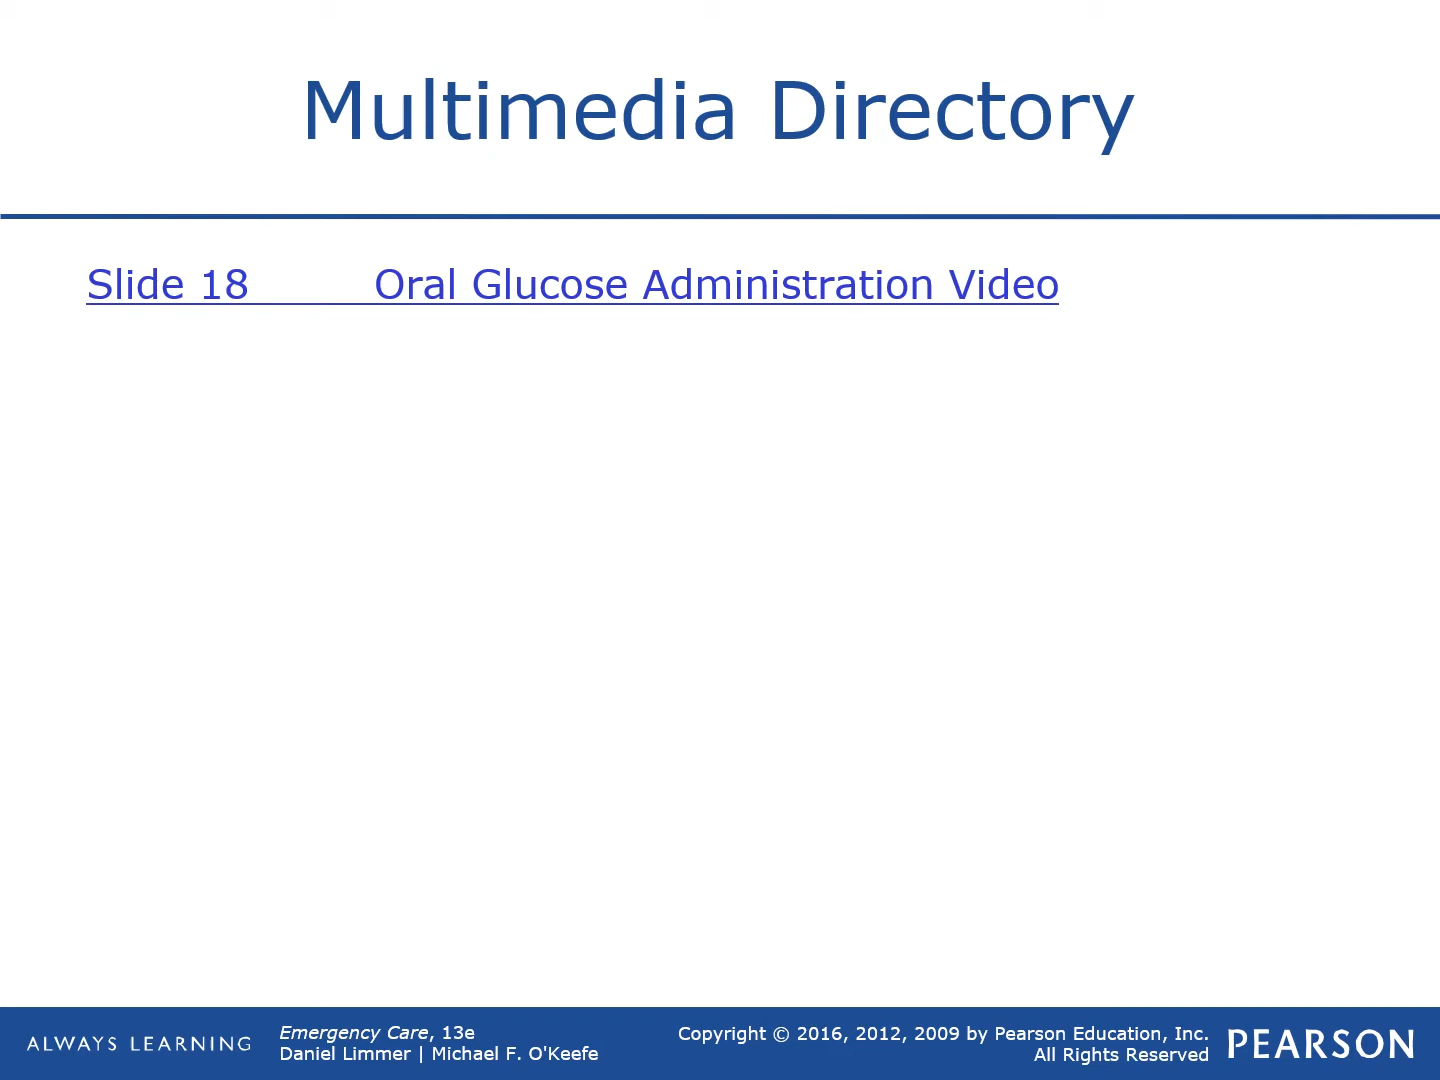 Multimedia Directory
Slide 18 Oral Glucose Administration Video
ALWAYS LEARNING
Emergency Care, 13e
Daniel Limmer | Michael F. O'Keefe
Copyright © 2016, 2012, 2009 by Pearson Education, Inc.
All Rights Reserved
PEARSON